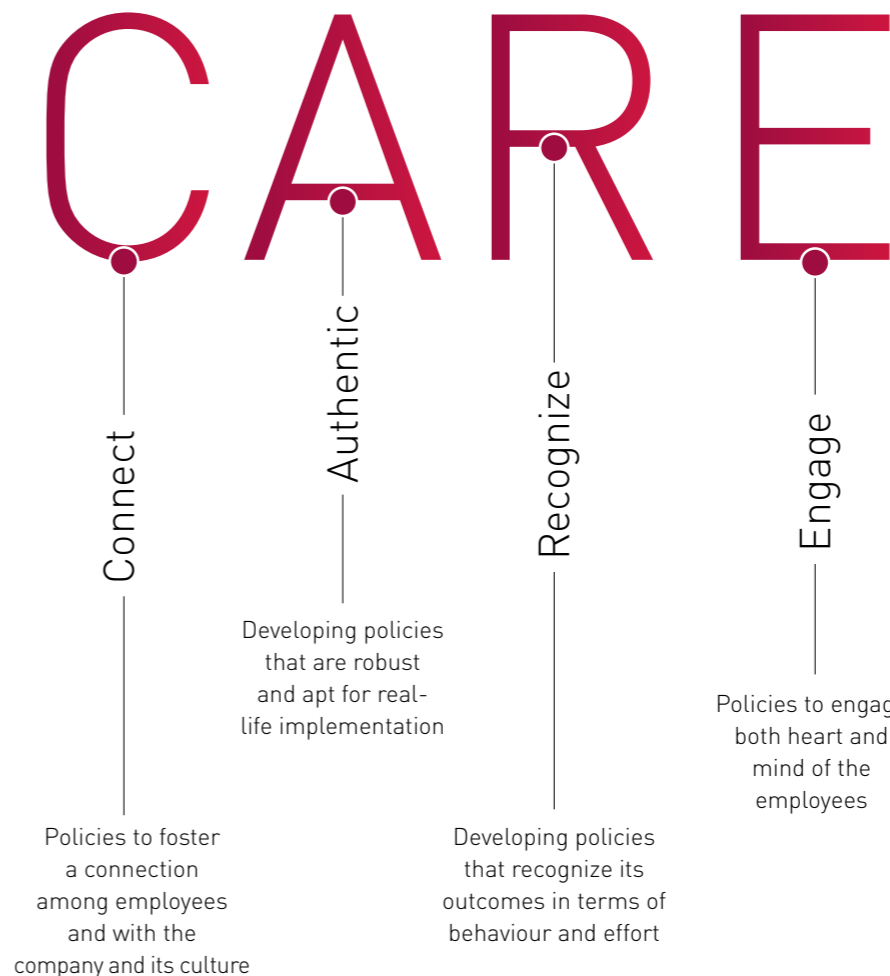 CARE
Connect
Policies to foster
a connection
among employees
and with the
company and its culture
Authentic
Developing policies
that are robust
and apt for real-
life implementation
Recognize
Developing policies
that recognize its
outcomes in terms of
behaviour and effort
Engage
Policies to engag
both heart and
mind of the
employees